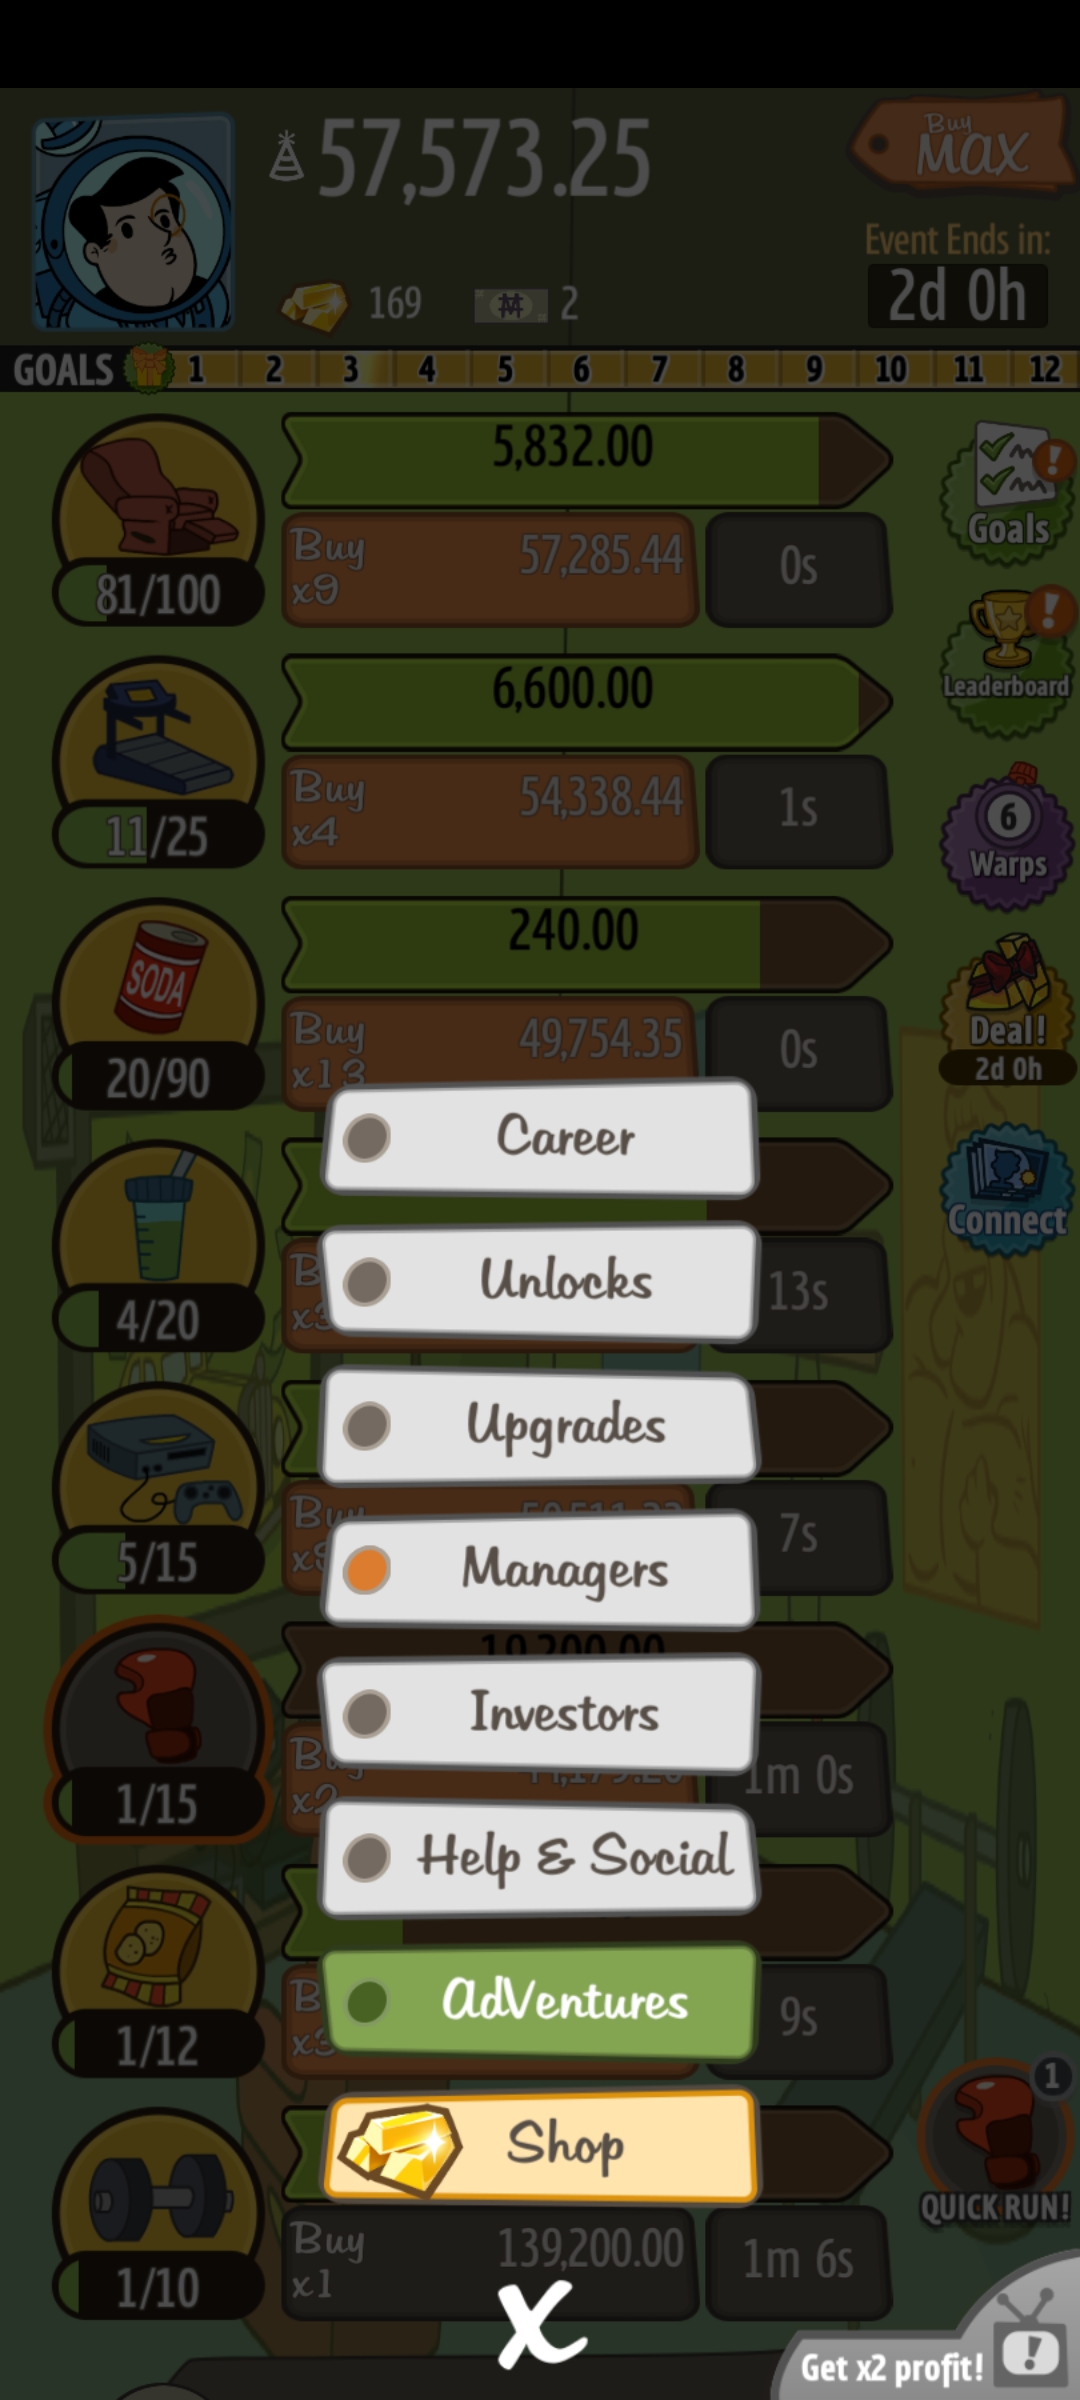 57,573.25
Buy
MAX
Event Ends in:
2d 0h
169
2
GOALS 1 2 3 4 5 6 7 8 9 10 11 12
5,832.00
Buy
x9
57,285.44
0s
81/100
Goals
6,600.00
Buy
x4
54,338.44
1s
11/25
Leaderboard
6
Warps
240.00
SODA
Buy
x13
49,754.35
0s
20/90
Deal!
2d 0h
Career
Connect
Unlocks
13s
4/20
Upgrades
Buy
7s
5/15
Managers
10,200.00
Investors
1m 0s
1/15
Help & Social
AdVentures
9s
1/12
Shop
1
QUICK RUN!
Buy
x1
139,200.00
1m 6s
1/10
X
Get x2 profit!